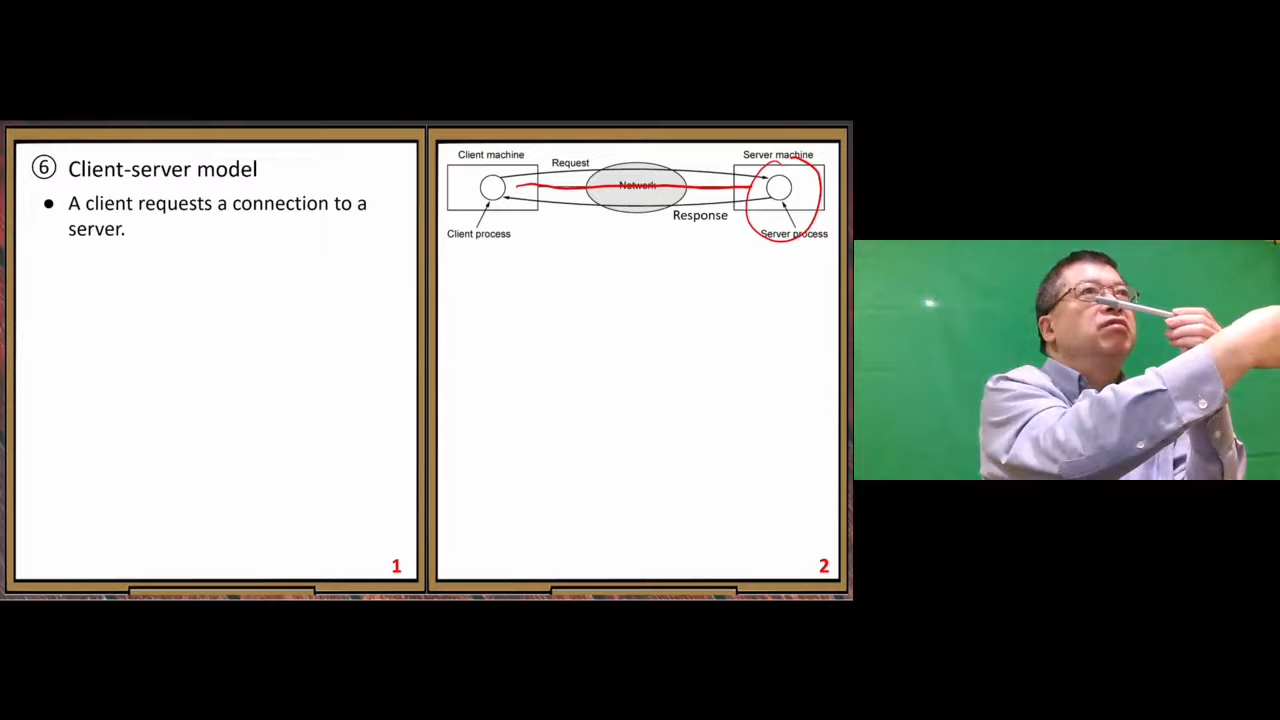 ⑥ Client-server model
● A client requests a connection to a
server.
1
Client machine
Server machine
Request
Network
Response
Client process
Server process
2